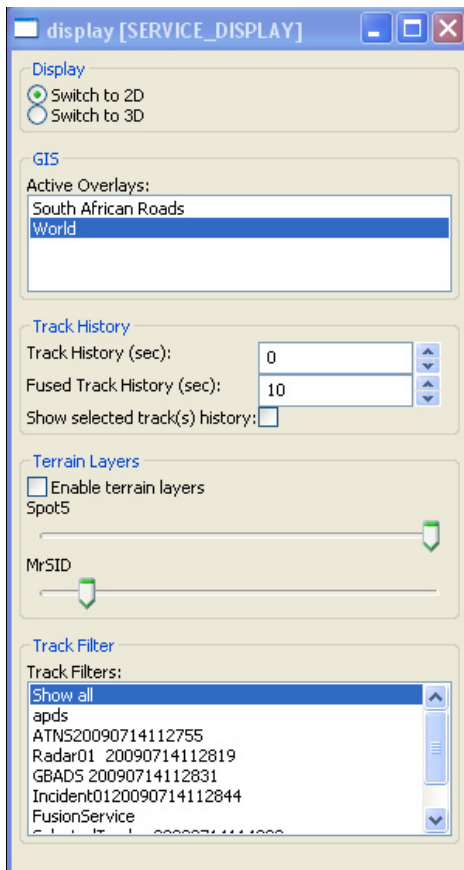 display [SERVICE_DISPLAY]
Display
Switch to 2D
Switch to 3D
GIS
Active Overlays:
South African Roads
World
Track History
Track History (sec):
0
Fused Track History (sec):
10
Show selected track(s) history:
Terrain Layers
Enable terrain layers
Spot5
MrSID
Track Filter
Track Filters:
Show all
apds
ATNS20090714112755
Radar01 20090714112819
GBADS 20090714112831
Incident0120090714112844
FusionService